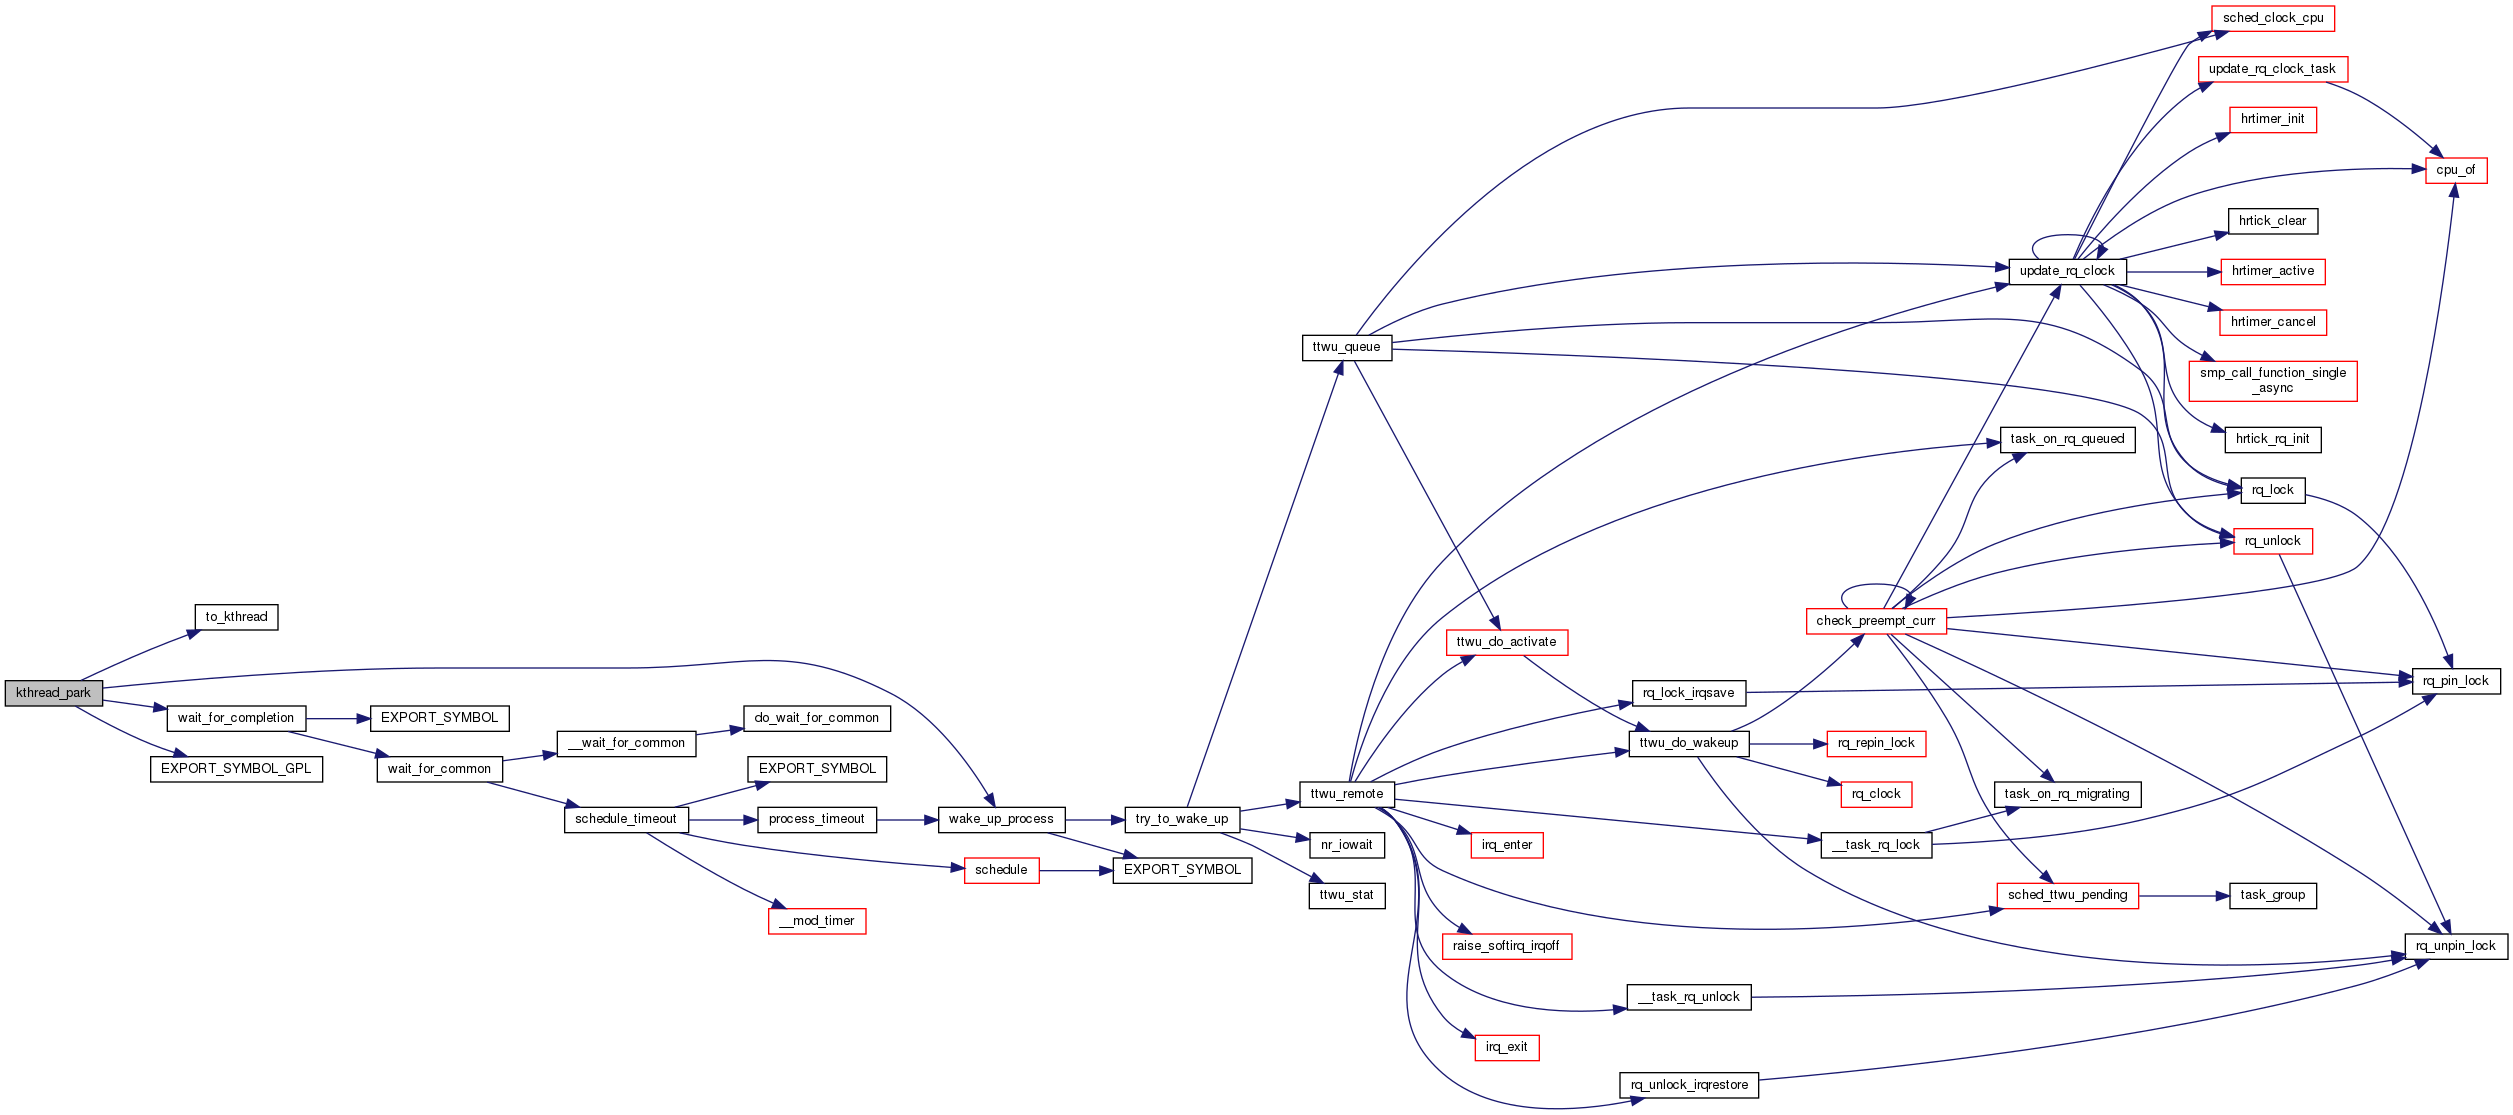 sched_clock_cpu
update_rq_clock_task
hrtimer_init
cpu_of
hrtick_clear
update_rq_clock
hrtimer_active
hrtimer_cancel
ttwu_queue
smp_call_function_single
_async
task_on_rq_queued
hrtick_rq_init
rq_lock
rq_unlock
to_kthread
check_preempt_curr
ttwu_do_activate
rq_pin_lock
kthread_park
rq_lock_irqsave
wait_for_completion
EXPORT_SYMBOL
do_wait_for_common
__wait_for_common
ttwu_do_wakeup
rq_repin_lock
EXPORT_SYMBOL_GPL
wait_for_common
EXPORT_SYMBOL
ttwu_remote
rq_clock
task_on_rq_migrating
schedule_timeout
process_timeout
wake_up_process
try_to_wake_up
nr_iowait
irq_enter
__task_rq_lock
schedule
EXPORT_SYMBOL
ttwu_stat
sched_ttwu_pending
task_group
__mod_timer
raise_softirq_irqoff
rq_unpin_lock
__task_rq_unlock
irq_exit
rq_unlock_irqrestore